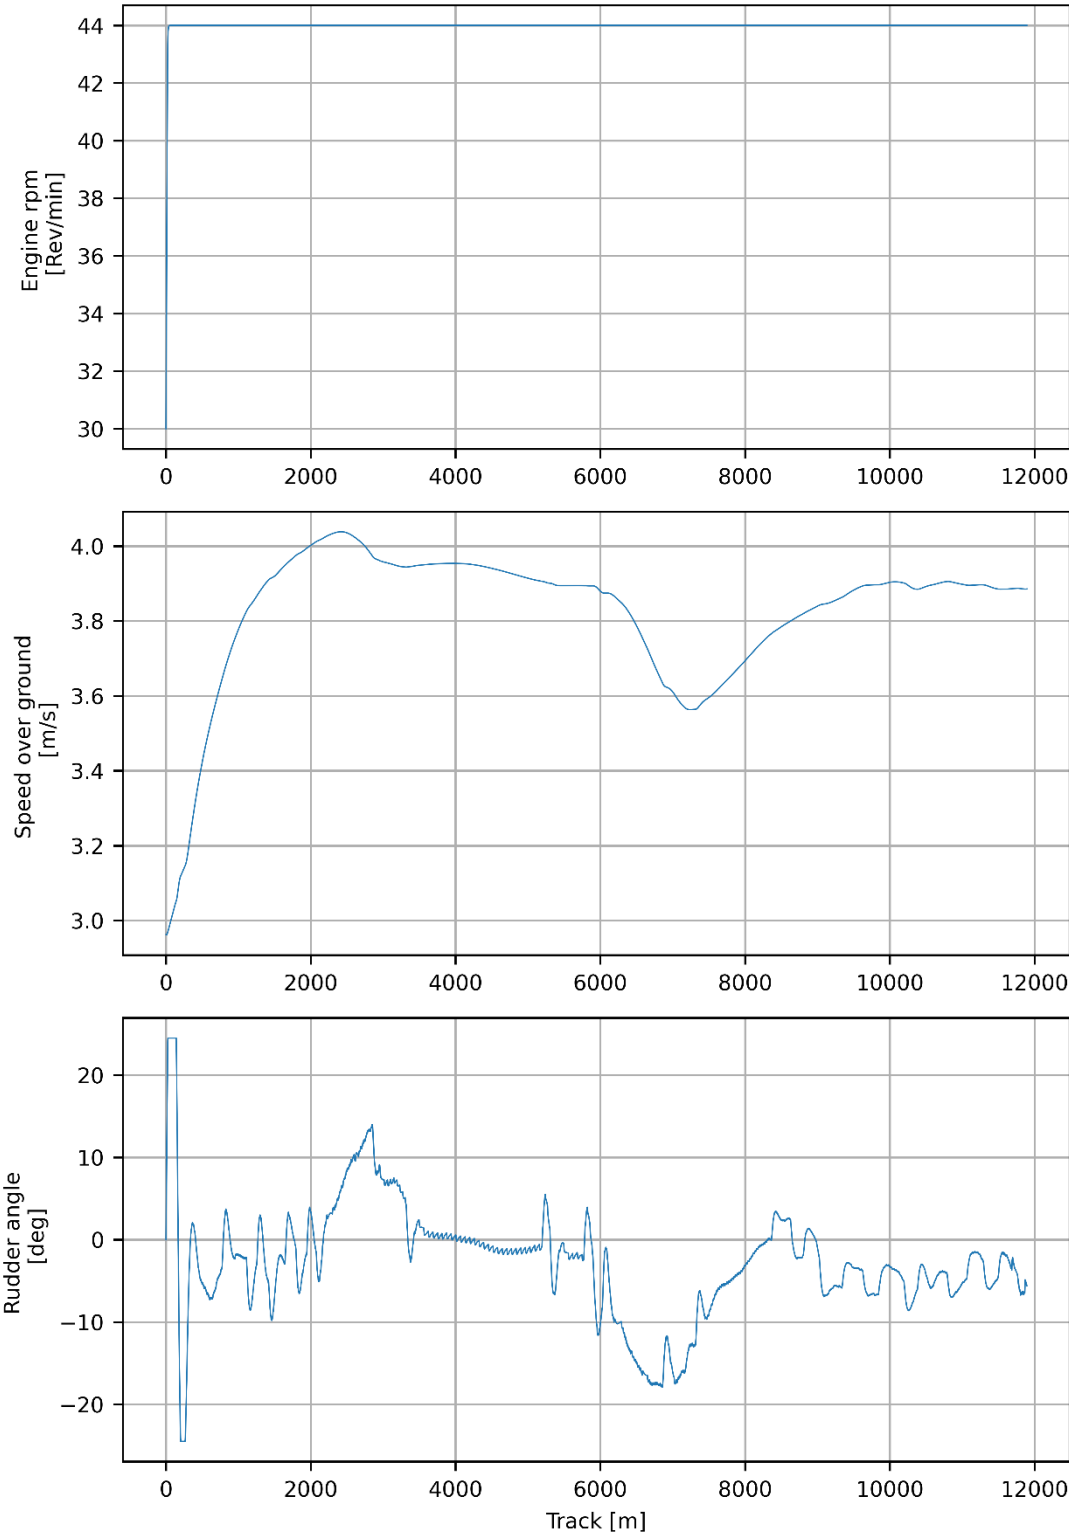 44
42
40
38
36
34
32
30
Engine rpm
[Rev/min]
0 2000 4000 6000 8000 10000 12000
4.0
3.8
3.6
3.4
3.2
3.0
Speed over ground
[m/s]
0 2000 4000 6000 8000 10000 12000
20
10
0
−10
−20
Rudder angle
[deg]
0 2000 4000 6000 8000 10000 12000
Track [m]